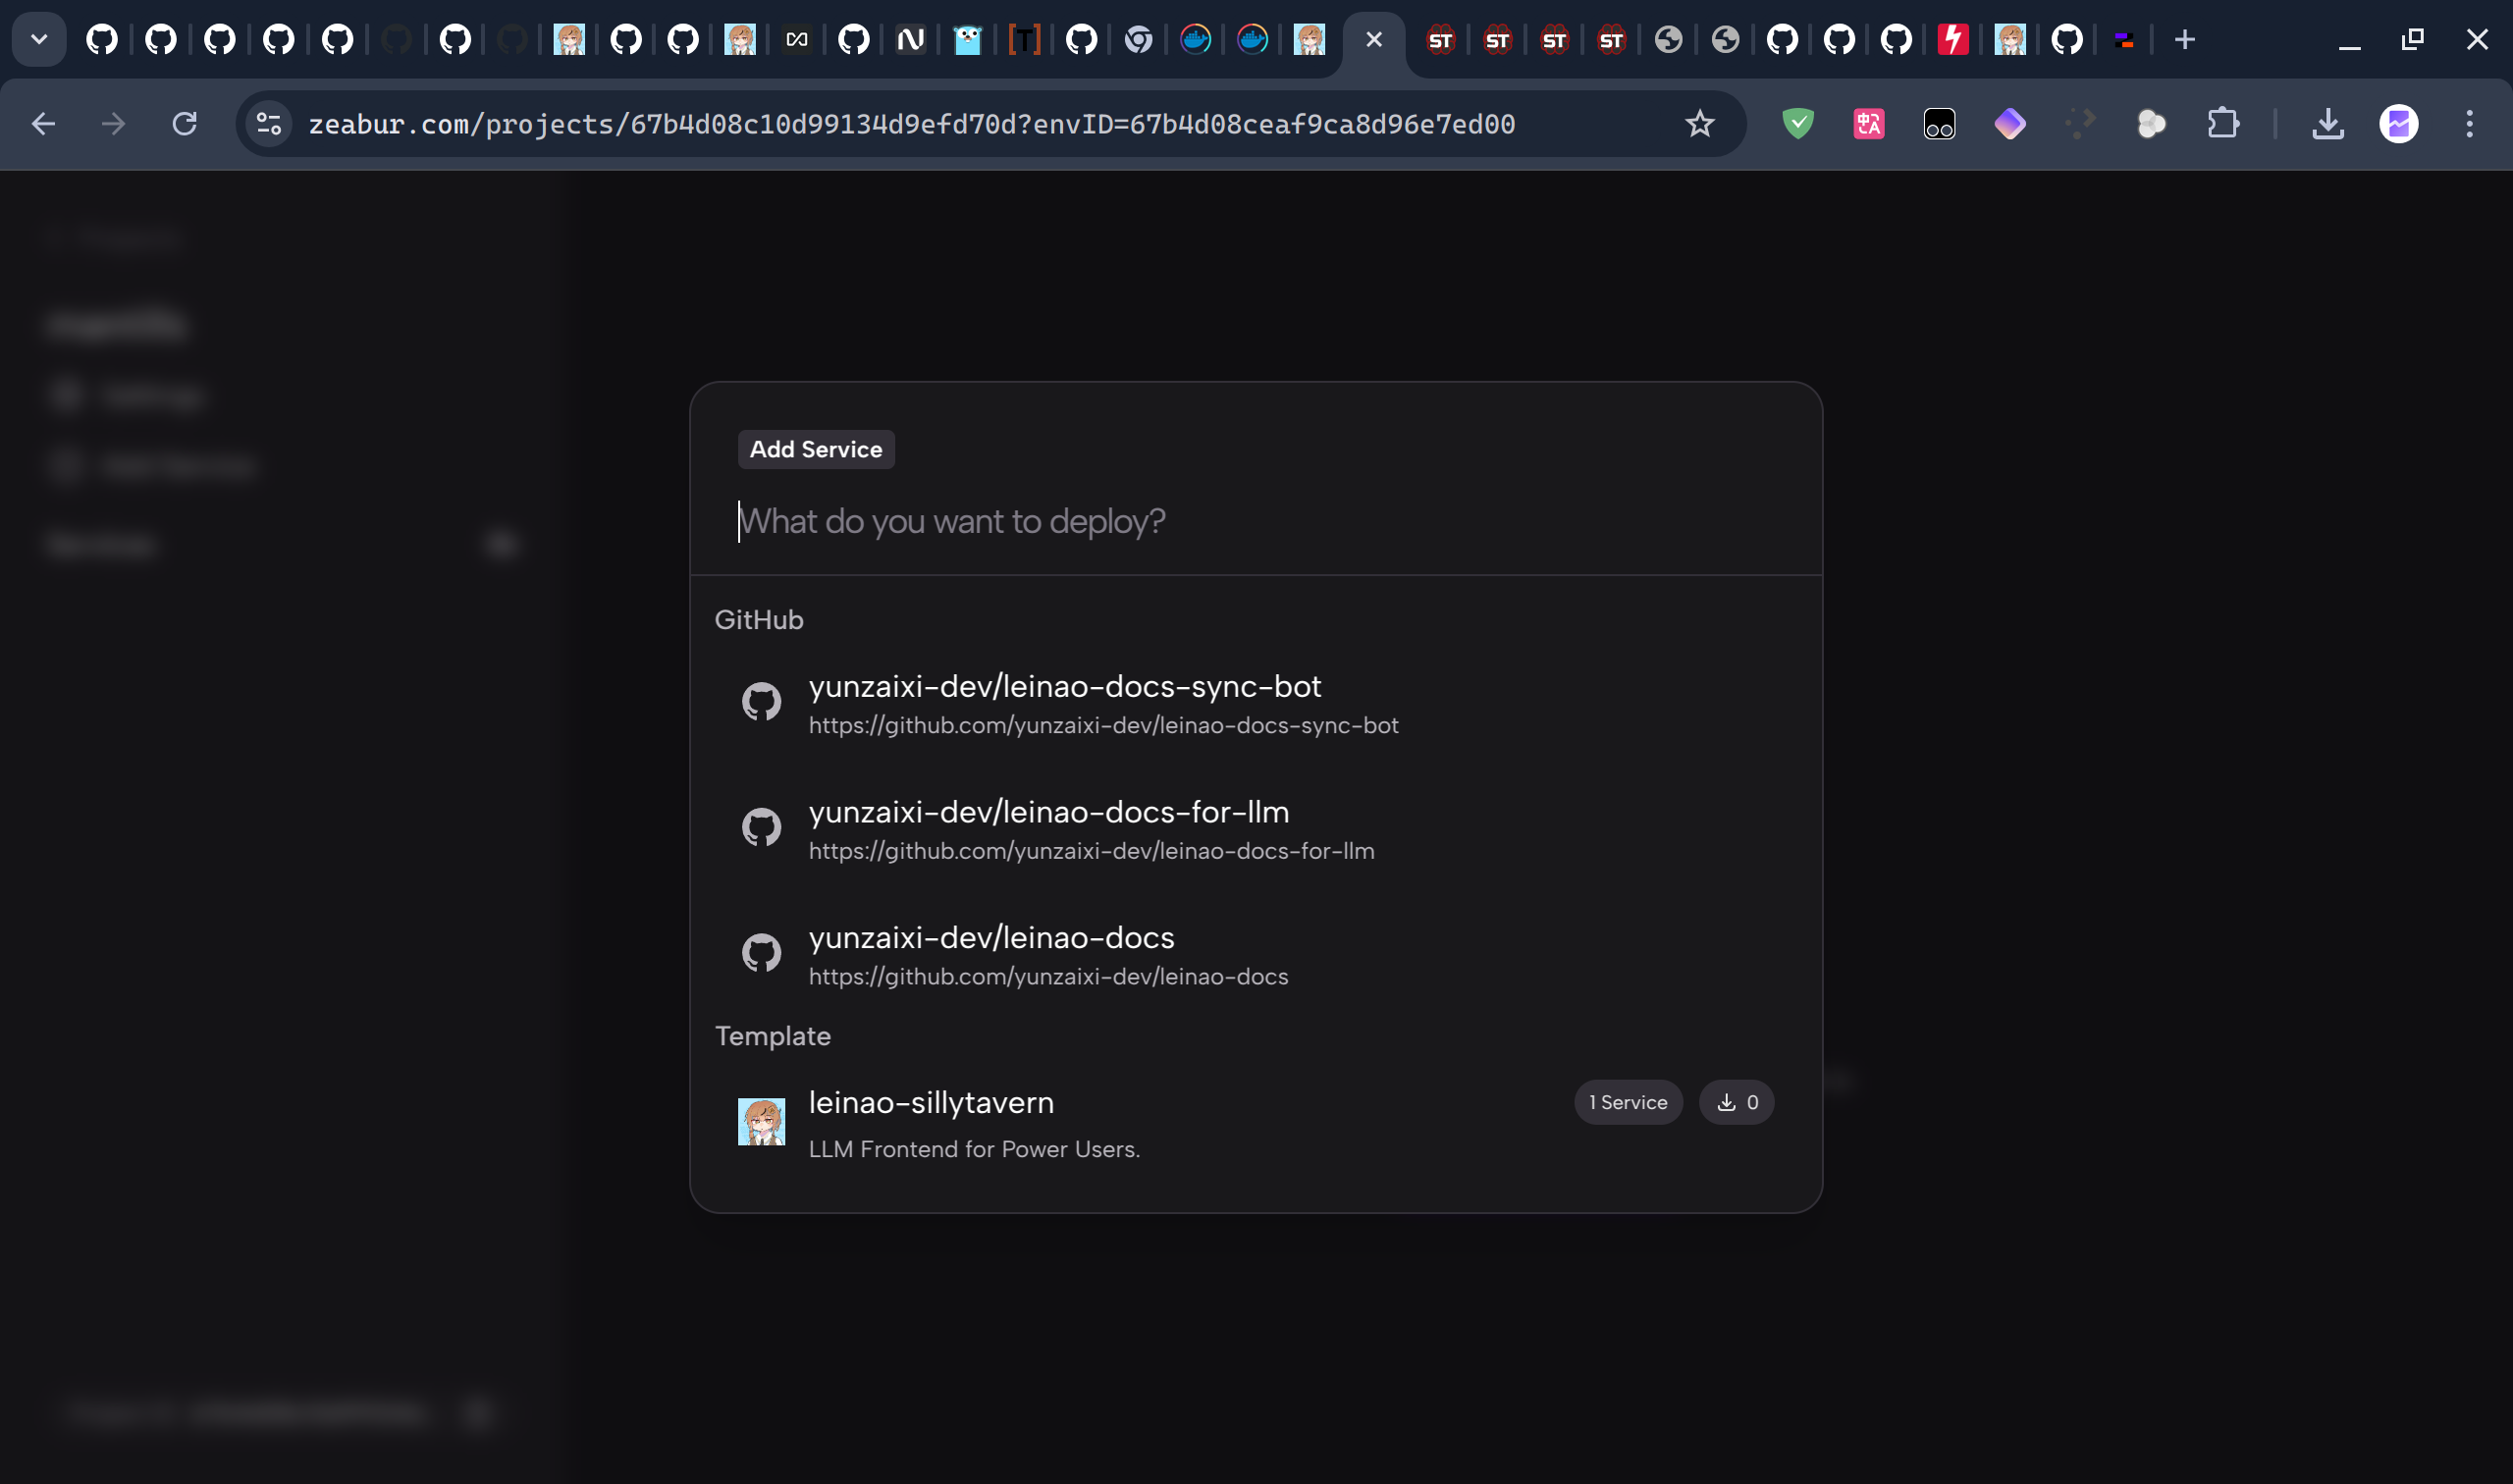 zeabur.com/projects/67b4d08c10d99134d9efd70d?envID=67b4d08ceaf9ca8d96e7ed00
Add Service
What do you want to deploy?
GitHub
yunzaixi-dev/leinao-docs-sync-bot
https://github.com/yunzaixi-dev/leinao-docs-sync-bot
yunzaixi-dev/leinao-docs-for-llm
https://github.com/yunzaixi-dev/leinao-docs-for-llm
yunzaixi-dev/leinao-docs
https://github.com/yunzaixi-dev/leinao-docs
Template
leinao-sillytavern
1 Service
0
LLM Frontend for Power Users.